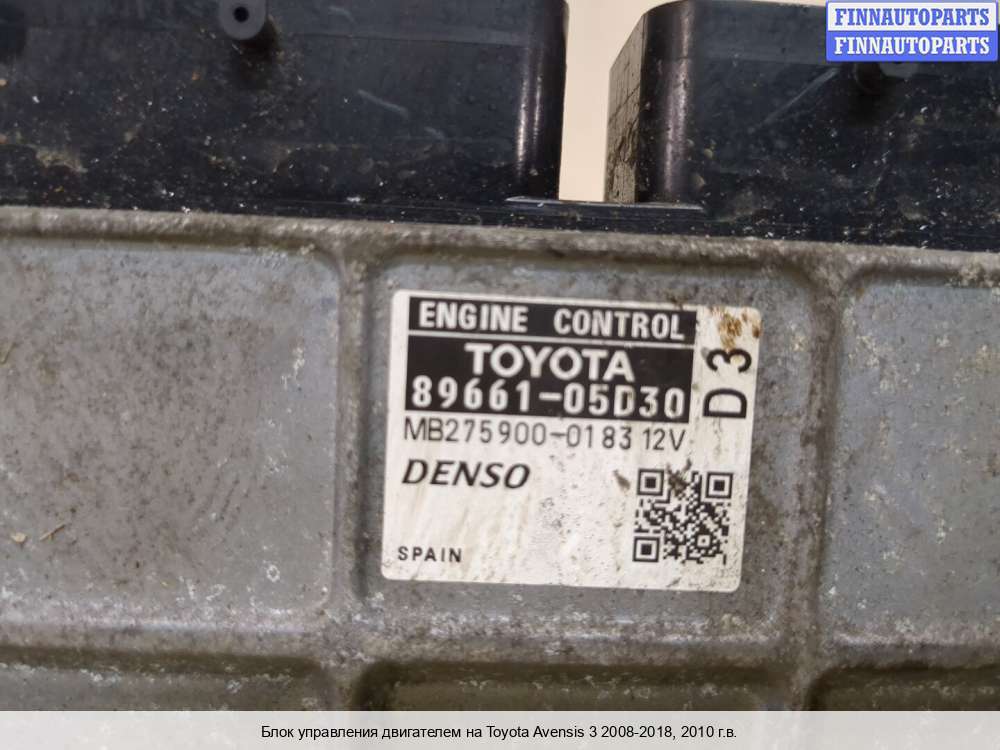 FINNAUTOPARTS
FINNAUTOPARTS
ENGINE CONTROL
TOYOTA
89661-05D30
D3
MB275900-0183 12V
DENSO
SPAIN
Блок управления двигателем на Toyota Avensis 3 2008-2018, 2010 г.в.